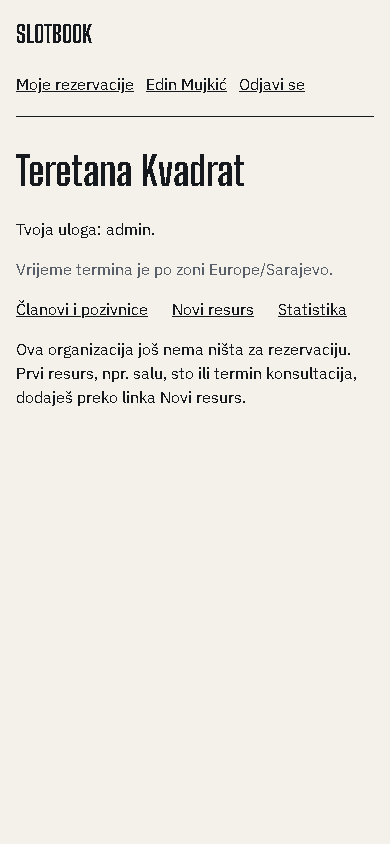 SLOTBOOK
Moje rezervacije Edin Mujkić Odjavi se
Teretana Kvadrat
Tvoja uloga: admin.
Vrijeme termina je po zoni Europe/Sarajevo.
Članovi i pozivnice Novi resurs Statistika
Ova organizacija još nema ništa za rezervaciju.
Prvi resurs, npr. salu, sto ili termin konsultacija,
dodaješ preko linka Novi resurs.